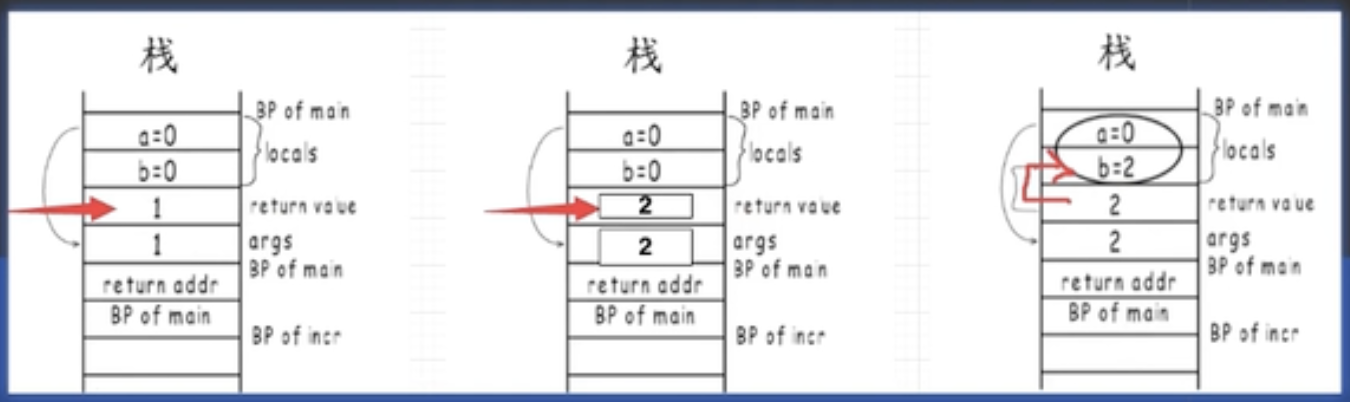 栈
BP of main
a=0
b=0
locals
1
return value
1
args
BP of main
return addr
BP of main
BP of incr
栈
BP of main
a=0
b=0
locals
2
return value
2
args
BP of main
return addr
BP of main
BP of incr
栈
BP of main
a=0
b=2
locals
2
return value
2
args
BP of main
return addr
BP of main
BP of incr